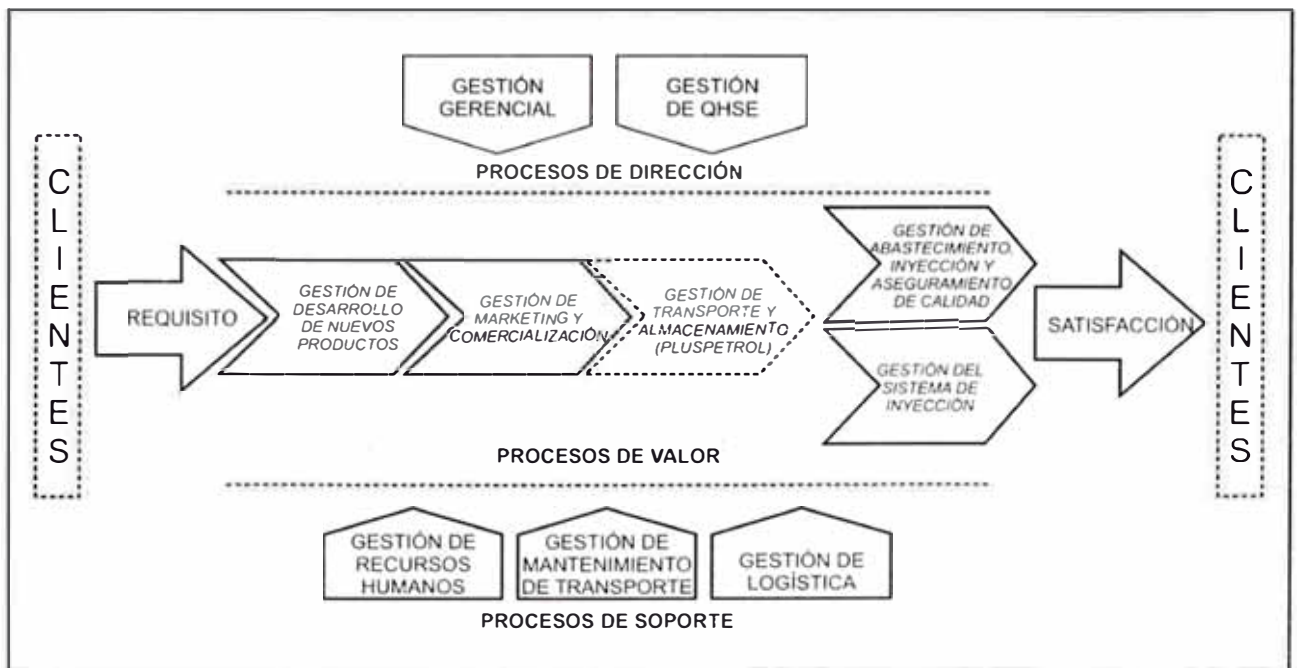 GESTIÓN
GERENCIAL
GESTIÓN
DE QHSE
PROCESOS DE DIRECCIÓN
CLIENTES
REQUISITO
GESTIÓN DE
DESARROLLO
DE NUEVOS
PRODUCTOS
GESTIÓN DE
MARKETING Y
COMERCIALIZACIÓN
GESTIÓN DE
TRANSPORTE Y
ALMACENAMIENTO
(PLUSPETROL)
GESTIÓN DE
ABASTECIMIENTO,
INYECCIÓN Y
ASEGURAMIENTO
DE CALIDAD
GESTIÓN DEL
SISTEMA DE
INYECCIÓN
SATISFACCIÓN
CLIENTES
PROCESOS DE VALOR
GESTIÓN DE
RECURSOS
HUMANOS
GESTIÓN DE
MANTENIMIENTO
DE TRANSPORTE
GESTIÓN DE
LOGÍSTICA
PROCESOS DE SOPORTE